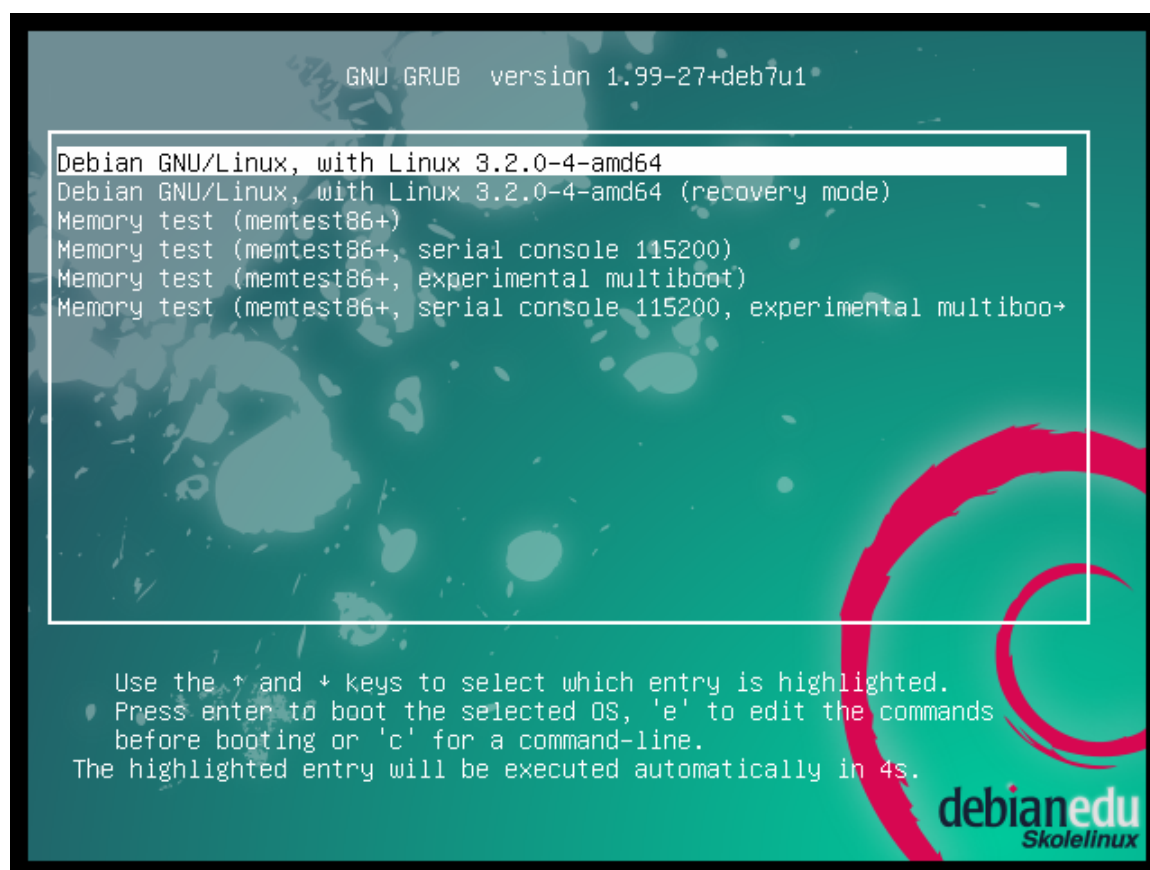 GNU GRUB  version 1.99-27+deb7u1
Debian GNU/Linux, with Linux 3.2.0-4-amd64
Debian GNU/Linux, with Linux 3.2.0-4-amd64 (recovery mode)
Memory test (memtest86+)
Memory test (memtest86+, serial console 115200)
Memory test (memtest86+, experimental multiboot)
Memory test (memtest86+, serial console 115200, experimental multiboo→
Use the ↑ and ↓ keys to select which entry is highlighted.
Press enter to boot the selected OS, 'e' to edit the commands
before booting or 'c' for a command-line.
The highlighted entry will be executed automatically in 4s.
debianedu
Skolelinux